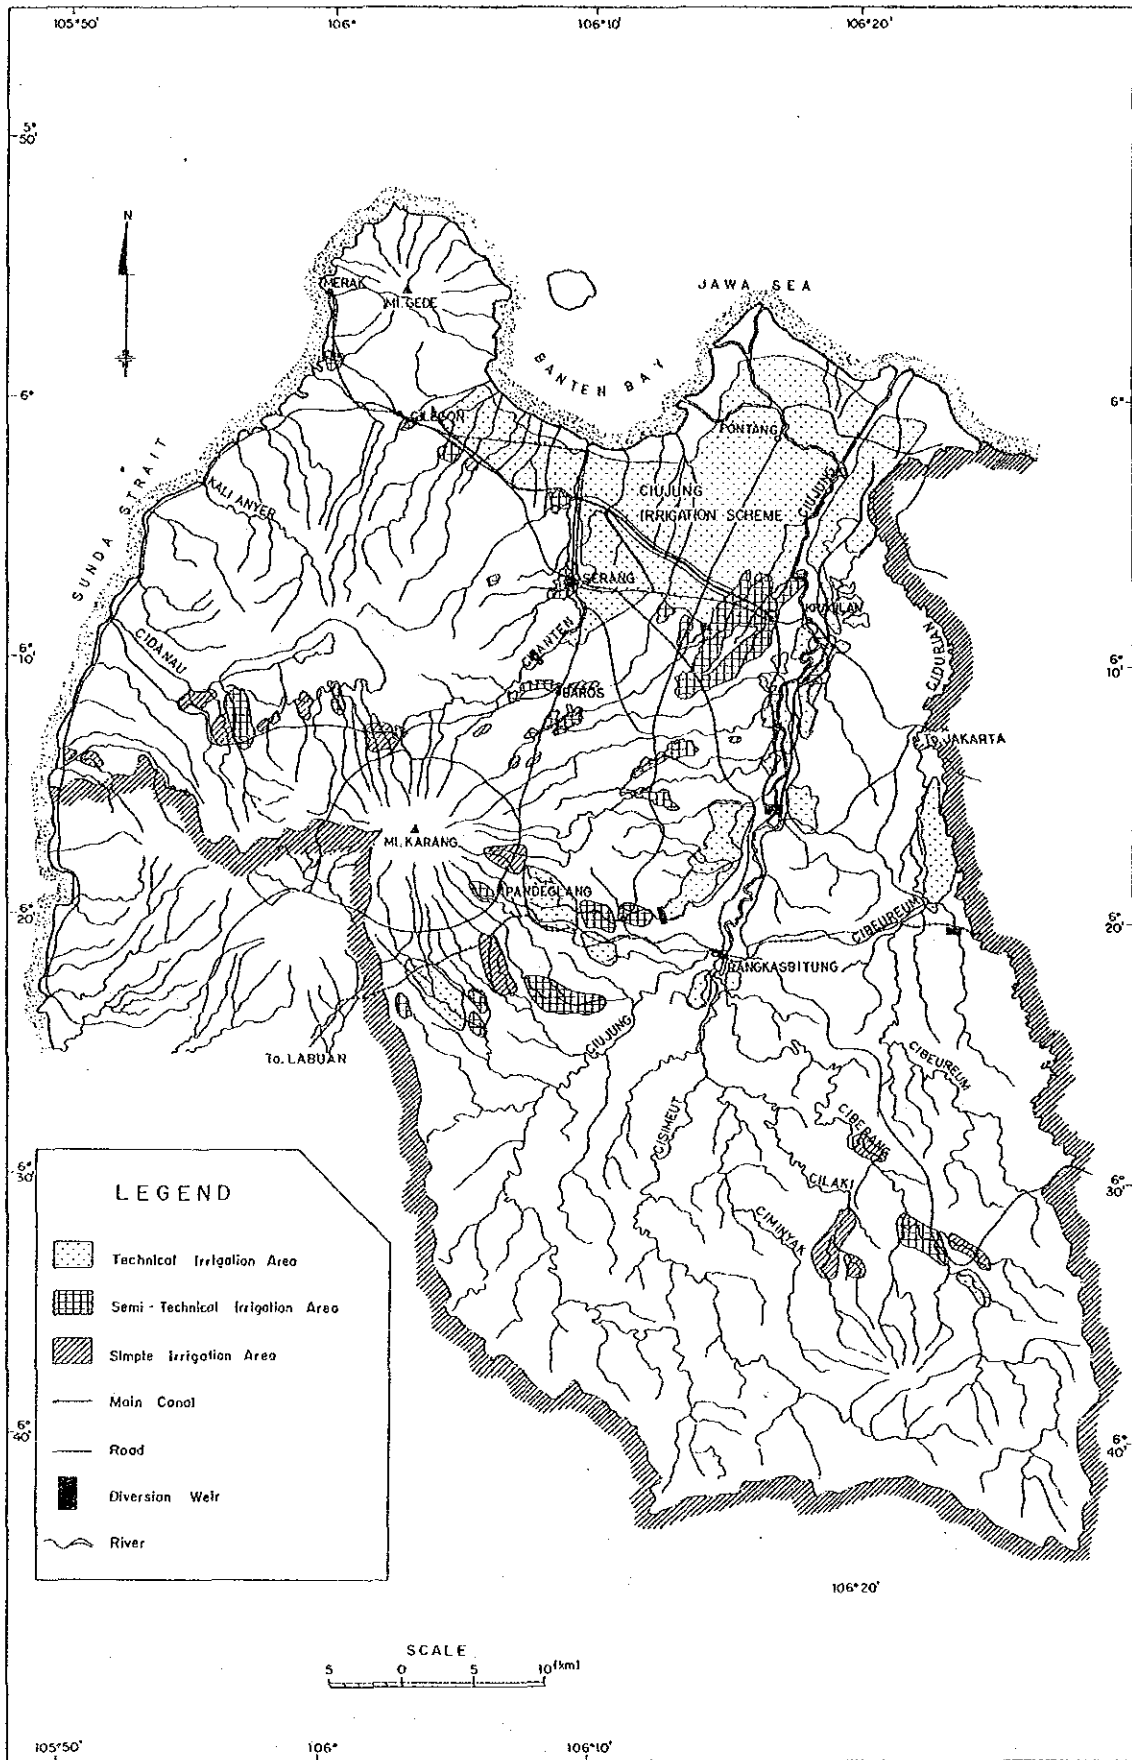 105°50'
106°
106°10'
106°20'
5°
50'
N
JAWA SEA
MERAK
Mt. GEDE
BANTEN BAY
6°
6°
CILEGON
PONTANG
SUNDA STRAIT
KALI ANYER
CIUJUNG
IRRIGATION SCHEME
CIUJUNG
SERANG
KRAGILAN
CIBANTEN
CIDURIAN
CIDANAU
6°
10'
6°
10'
BAROS
To. JAKARTA
Mt. KARANG
PANDEGLANG
6°
20'
CIBEUREUM
6°
20'
RANGKASBITUNG
CIUJUNG
To. LABUAN
CIBEUREUM
CISIMEUT
CIBERANG
6°
30'
CILAKI
6°
30'
CIMINYAK
LEGEND
Technical Irrigation Area
Semi-Technical Irrigation Area
Simple Irrigation Area
Main Canal
Road
Diversion Weir
River
6°
40'
6°
40'
106°20'
SCALE
5 0 5 10 (km)
105°50'
106°
106°10'